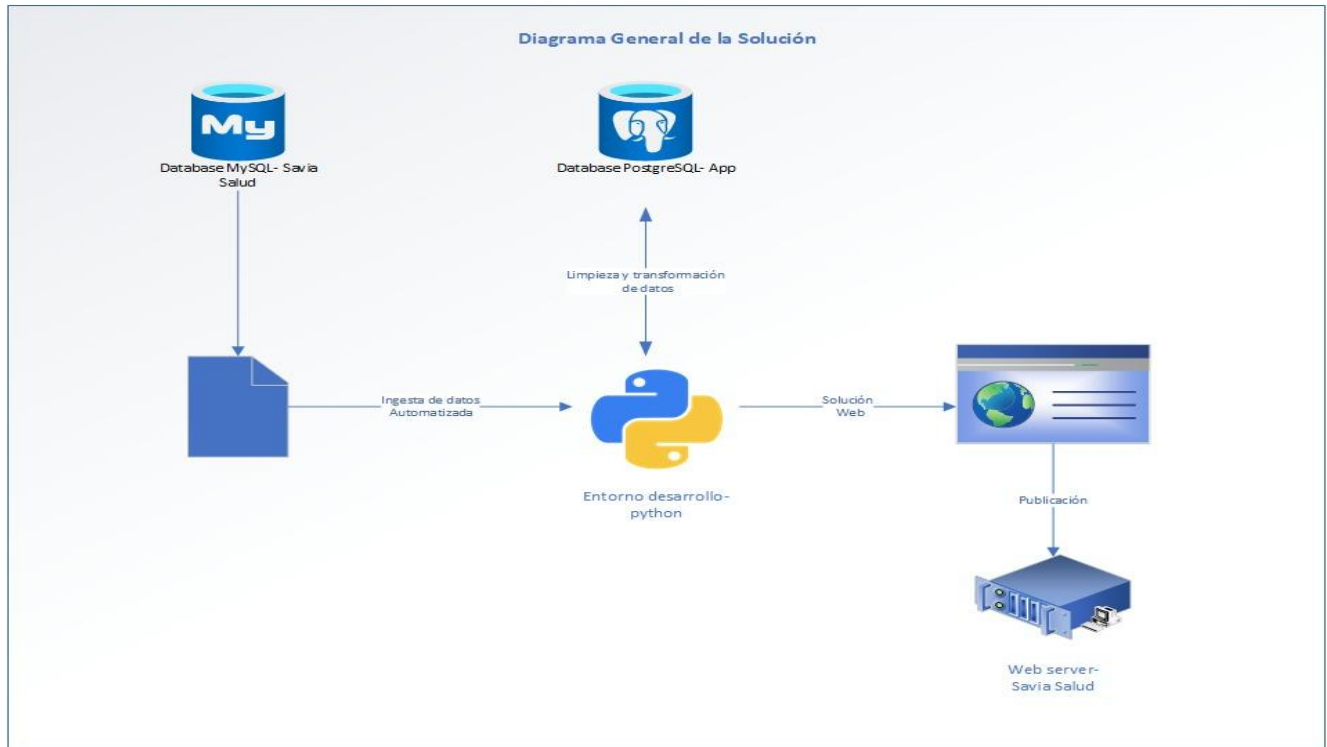 Diagrama General de la Solución
My
Database MySQL- Savia
Salud
Database PostgreSQL- App
Limpieza y transformación
de datos
Ingesta de datos
Automatizada
Solución
Web
Entorno desarrollo-
python
Publicación
Web server-
Savia Salud